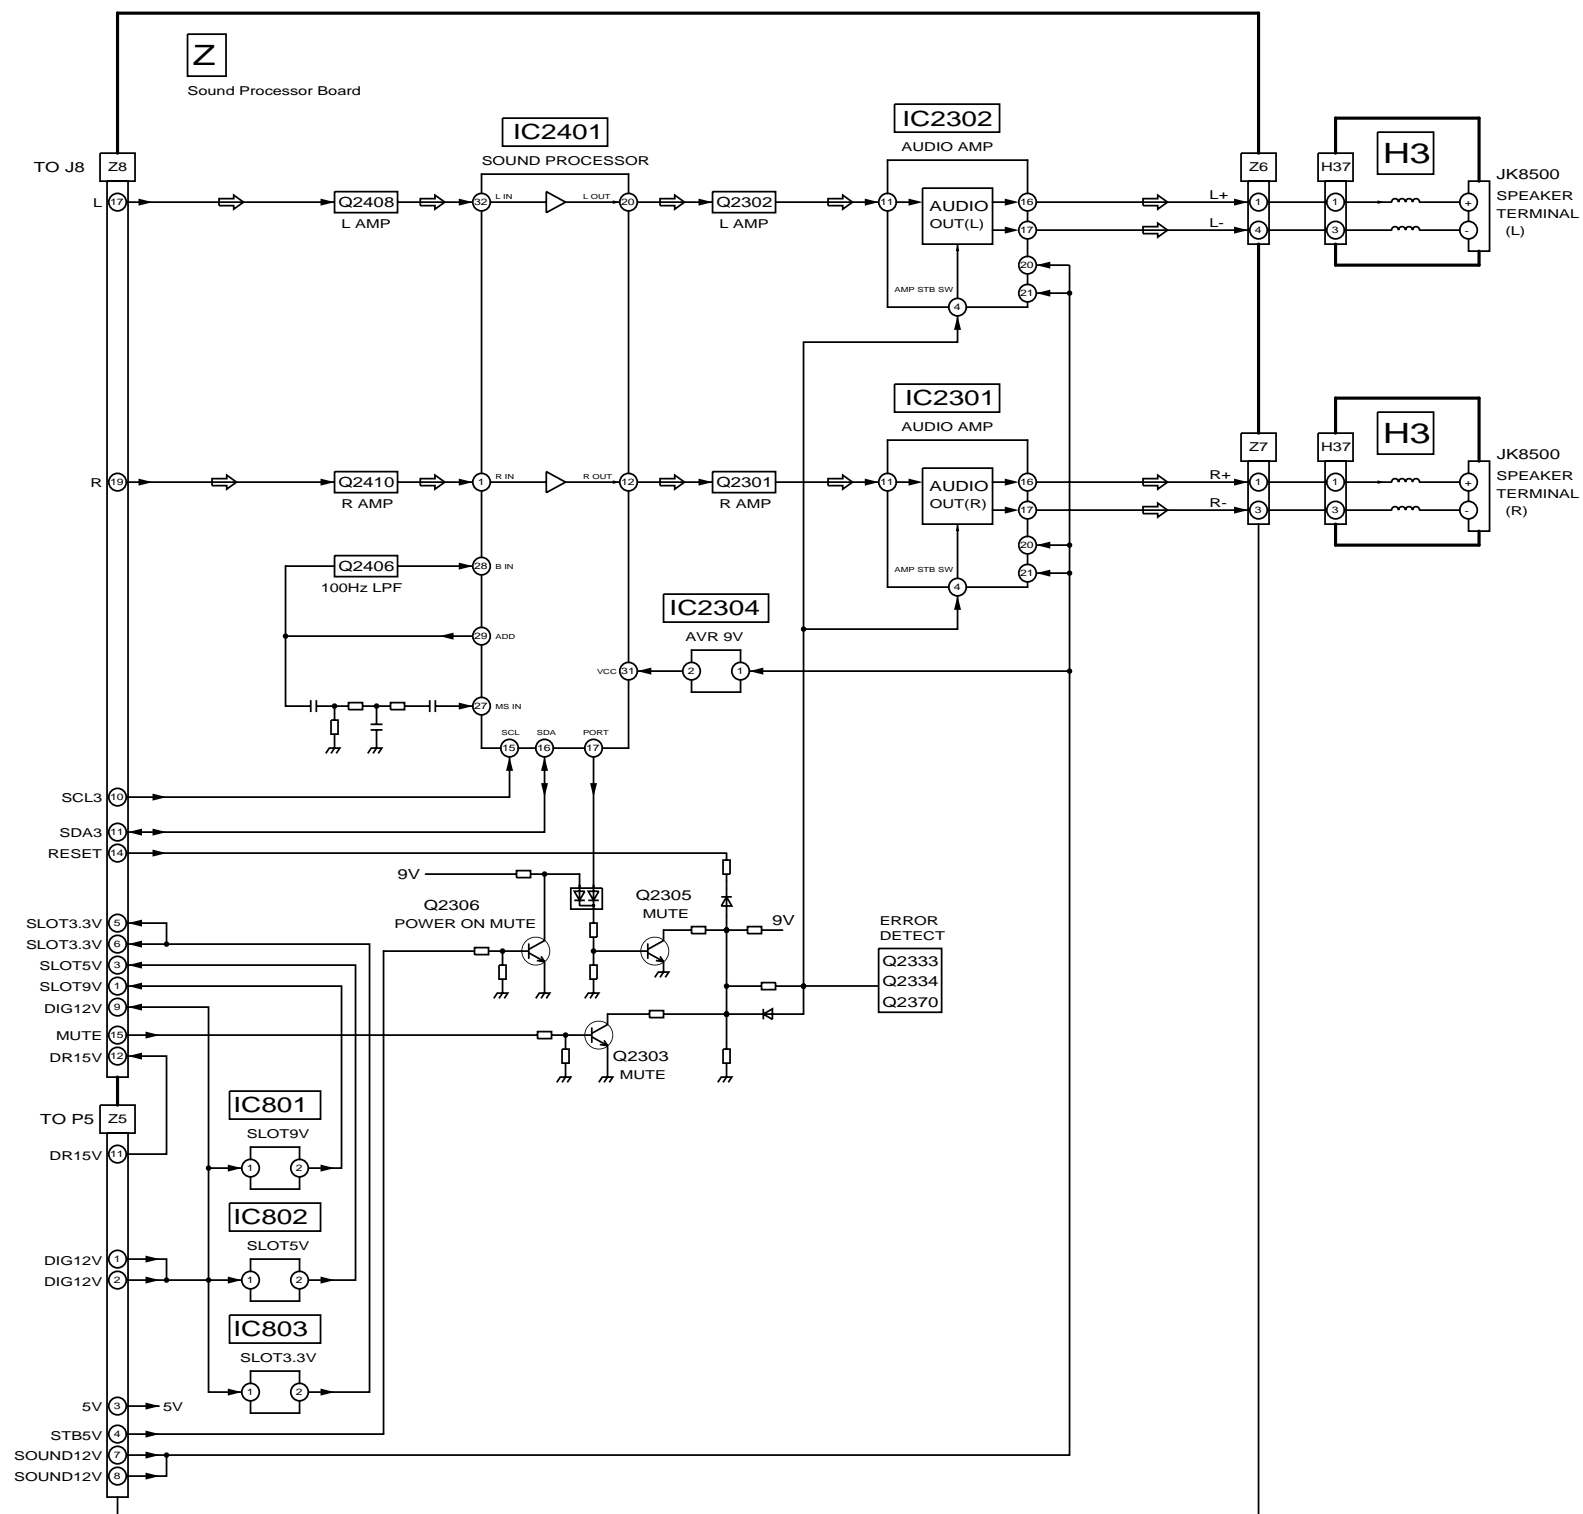 Z
Sound Processor Board
IC2401
SOUND PROCESSOR
IC2302
AUDIO AMP
TO J8
Z8
Z6
H37
H3
JK8500
SPEAKER
TERMINAL
(L)
L
17
Q2408
L AMP
32
L IN
L OUT
20
Q2302
L AMP
11
AUDIO
OUT(L)
16
17
20
21
AMP STB SW
4
L+
L-
1
4
1
3
+
-
IC2301
AUDIO AMP
Z7
H37
H3
JK8500
SPEAKER
TERMINAL
(R)
R
19
Q2410
R AMP
1
R IN
R OUT
12
Q2301
R AMP
11
AUDIO
OUT(R)
16
17
20
21
AMP STB SW
4
R+
R-
1
3
1
3
+
-
Q2406
100Hz LPF
28
B IN
29
ADD
27
MS IN
IC2304
AVR 9V
VCC
31
2
1
SCL
SDA
PORT
15
16
17
SCL3
10
SDA3
11
RESET
14
9V
Q2306
POWER ON MUTE
Q2305
MUTE
9V
ERROR
DETECT
Q2333
Q2334
Q2370
SLOT3.3V
5
SLOT3.3V
6
SLOT5V
3
SLOT9V
1
DIG12V
9
MUTE
15
DR15V
12
Q2303
MUTE
TO P5
Z5
IC801
SLOT9V
1
2
DR15V
11
IC802
SLOT5V
1
2
DIG12V
1
DIG12V
2
IC803
SLOT3.3V
1
2
5V
3
5V
STB5V
4
SOUND12V
7
SOUND12V
8